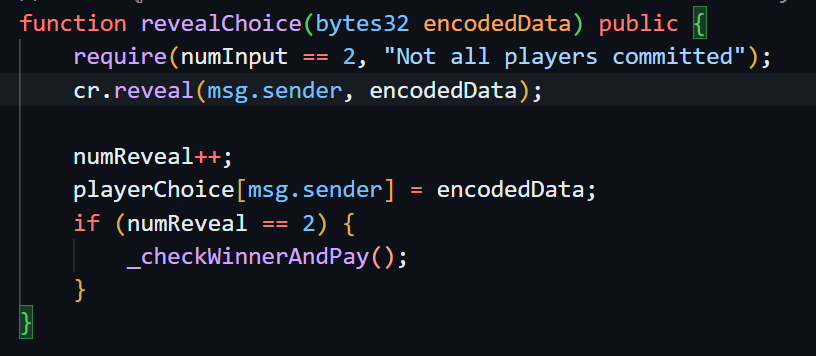 function revealChoice(bytes32 encodedData) public {
    require(numInput == 2, "Not all players committed");
    cr.reveal(msg.sender, encodedData);

    numReveal++;
    playerChoice[msg.sender] = encodedData;
    if (numReveal == 2) {
        _checkWinnerAndPay();
    }
}